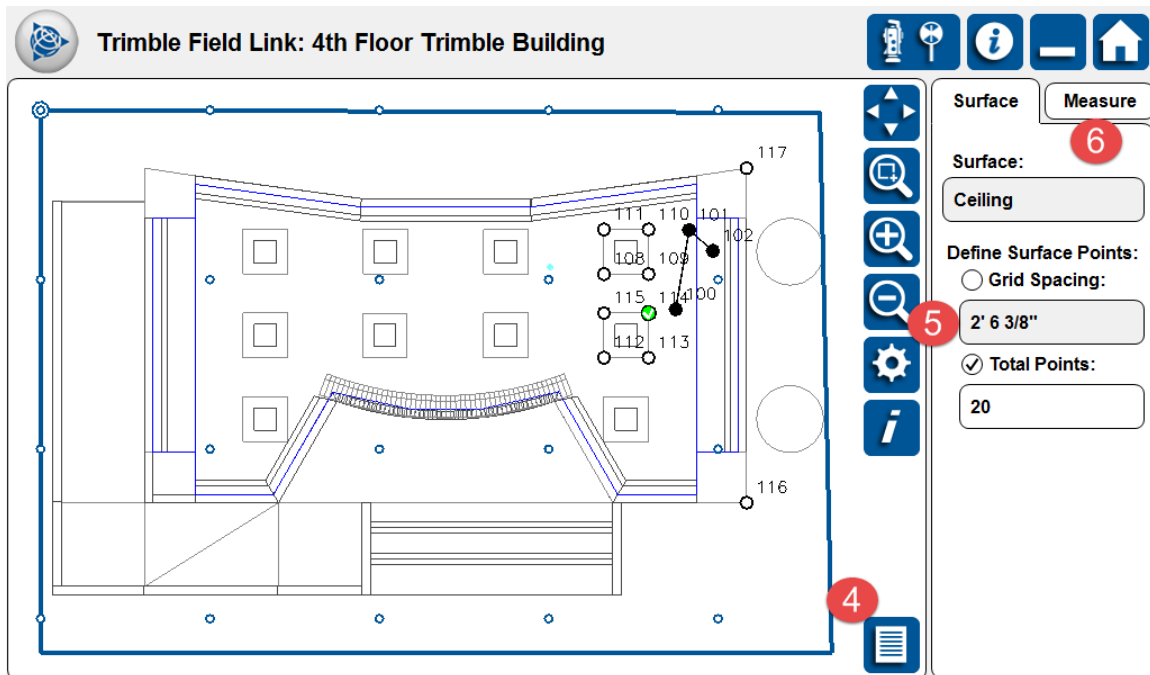 Trimble Field Link: 4th Floor Trimble Building
Surface
Measure
6
117
Surface:
Ceiling
111 110 101
102
Define Surface Points:
108 109
Grid Spacing:
115 114 100
5
2' 6 3/8"
112 113
Total Points:
20
116
4